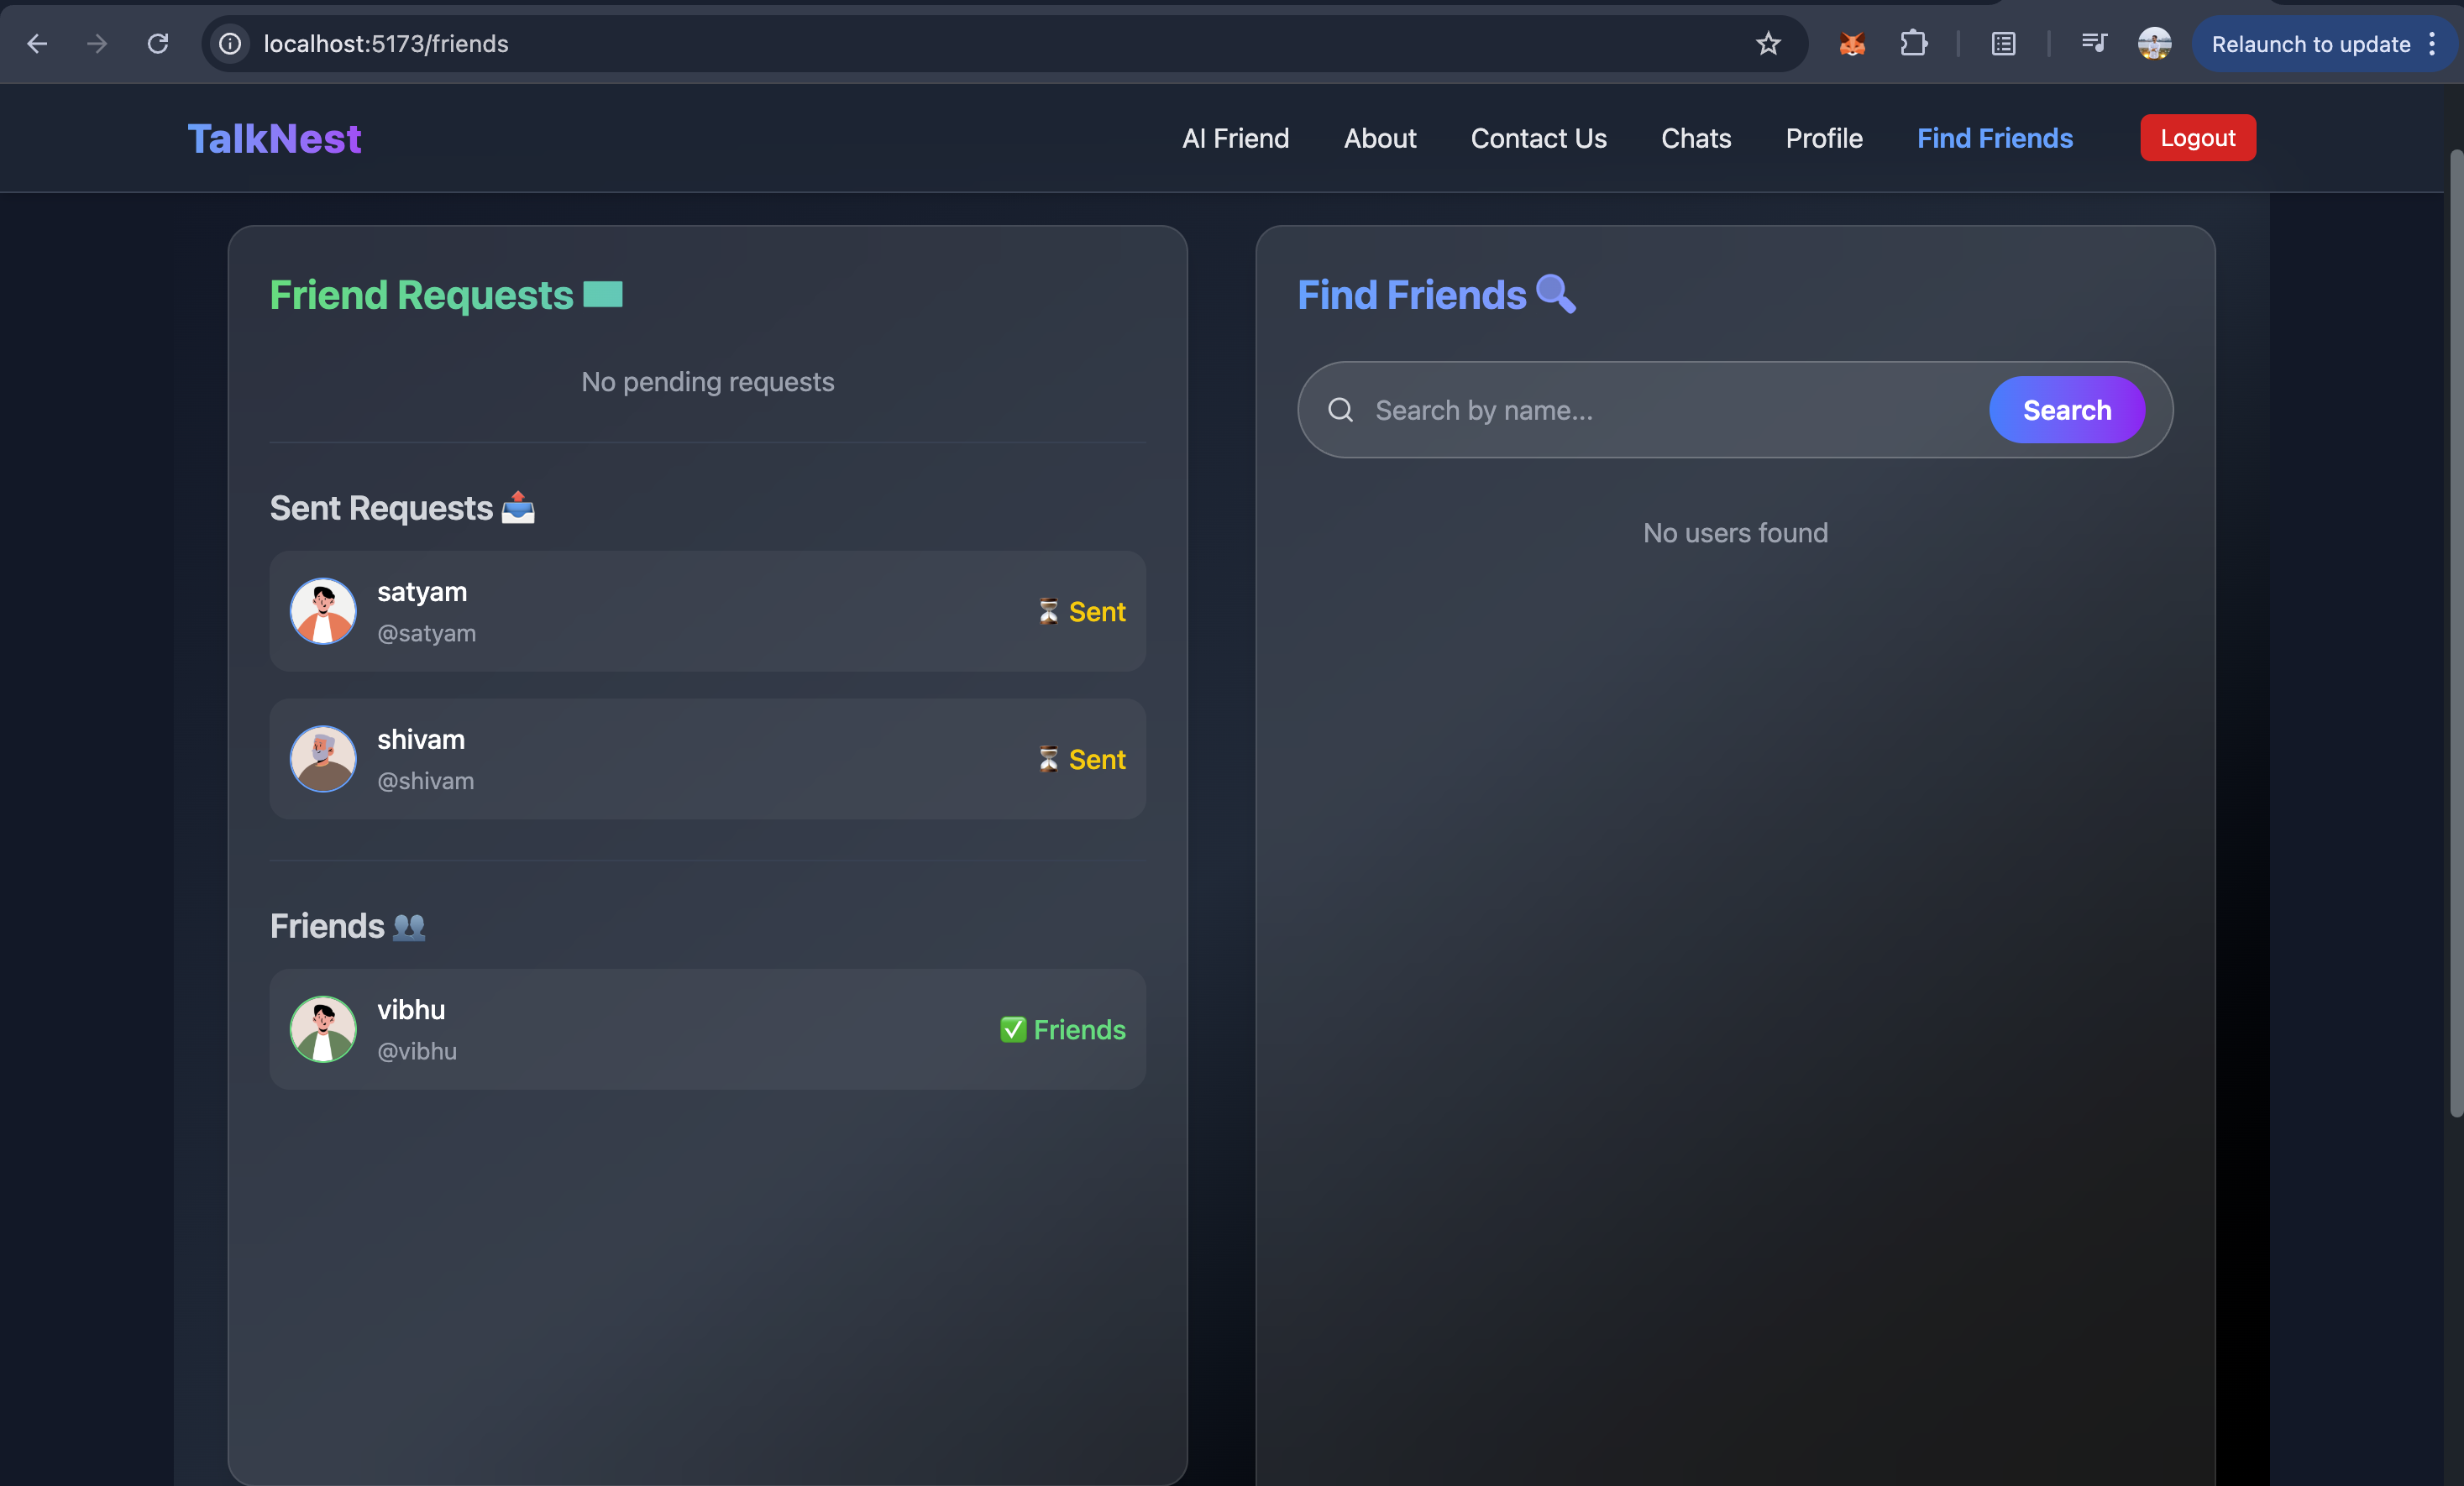 localhost:5173/friends
Relaunch to update
TalkNest
AI Friend
About
Contact Us
Chats
Profile
Find Friends
Logout
Friend Requests
No pending requests
Sent Requests
satyam
@satyam
Sent
shivam
@shivam
Sent
Friends
vibhu
@vibhu
Friends
Find Friends
Search by name...
Search
No users found